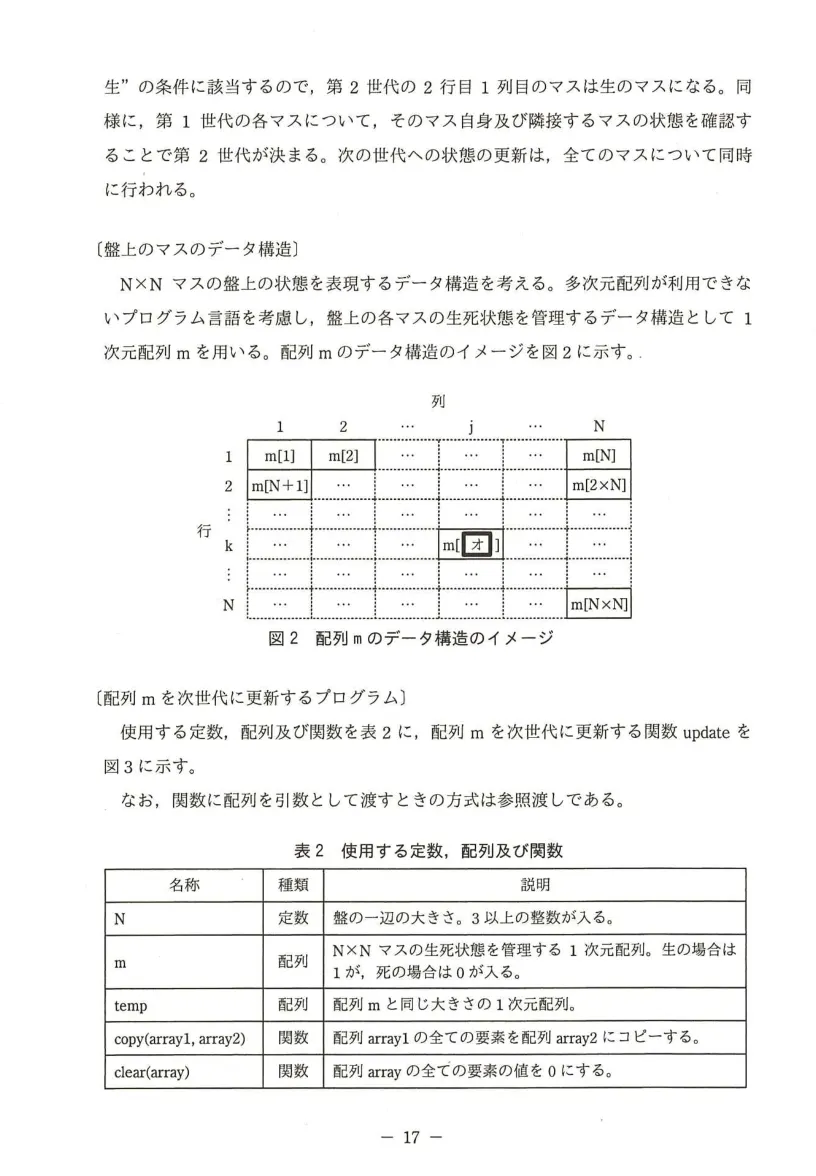 生”の条件に該当するので，第 2 世代の 2 行目 1 列目のマスは生のマスになる。同
様に，第 1 世代の各マスについて，そのマス自身及び隣接するマスの状態を確認す
ることで第 2 世代が決まる。次の世代への状態の更新は，全てのマスについて同時
に行われる。
〔盤上のマスのデータ構造〕
N×N マスの盤上の状態を表現するデータ構造を考える。多次元配列が利用できな
いプログラム言語を考慮し，盤上の各マスの生死状態を管理するデータ構造として 1
次元配列 m を用いる。配列 m のデータ構造のイメージを図 2 に示す。
列
1 2 … j … N
1 m[1] m[2] … … … m[N]
2 m[N＋1] … … … … m[2×N]
⋮ … … … … … …
行
k … … … m[ オ ] … …
⋮ … … … … … …
N … … … … … m[N×N]
図 2 配列 m のデータ構造のイメージ
〔配列 m を次世代に更新するプログラム〕
使用する定数，配列及び関数を表 2 に，配列 m を次世代に更新する関数 update を
図 3 に示す。
なお，関数に配列を引数として渡すときの方式は参照渡しである。
表 2 使用する定数，配列及び関数
名称 種類 説明
N 定数 盤の一辺の大きさ。3 以上の整数が入る。
m 配列 N×N マスの生死状態を管理する 1 次元配列。生の場合は
1 が，死の場合は 0 が入る。
temp 配列 配列 m と同じ大きさの 1 次元配列。
copy(array1, array2) 関数 配列 array1 の全ての要素を配列 array2 にコピーする。
clear(array) 関数 配列 array の全ての要素の値を 0 にする。
－ 17 －